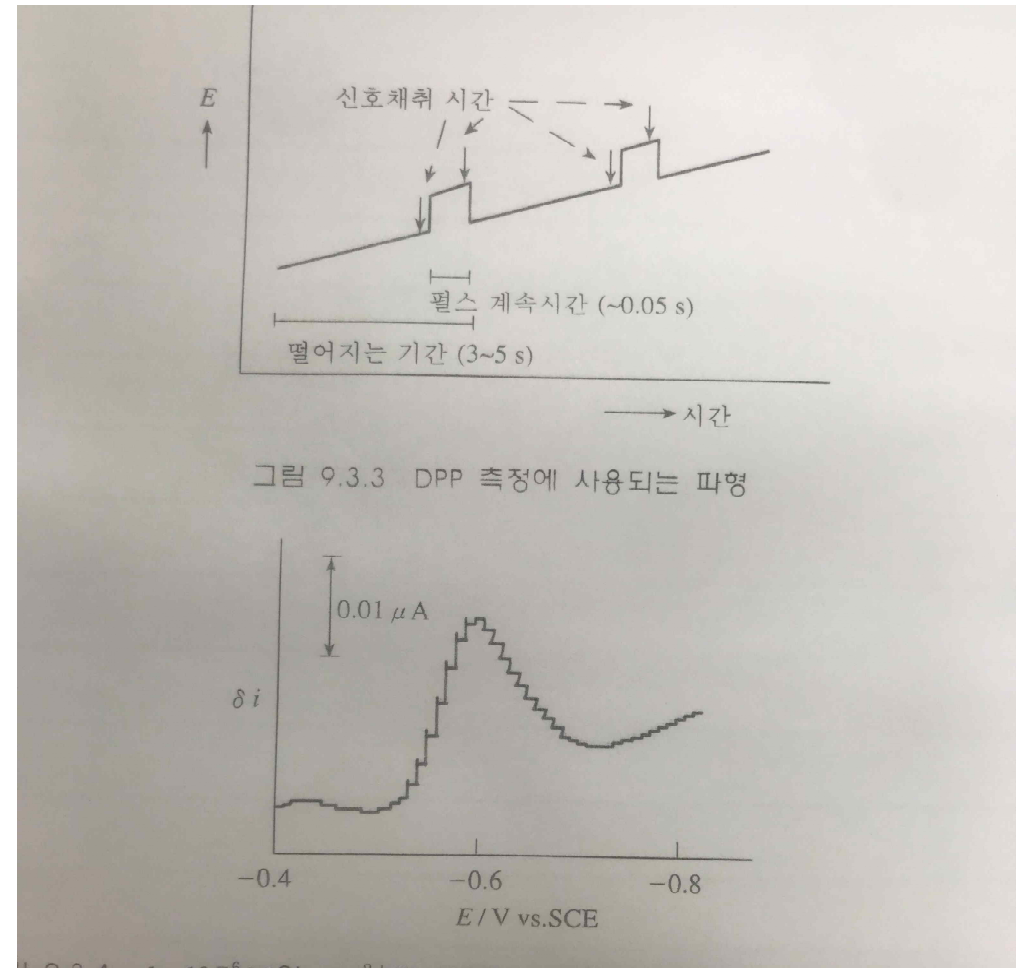 E
신호채취 시간
펄스 계속시간 (~0.05 s)
떨어지는 기간 (3~5 s)
시간
그림 9.3.3 DPP 측정에 사용되는 파형
0.01 μA
δ i
−0.4
−0.6
−0.8
E / V vs.SCE